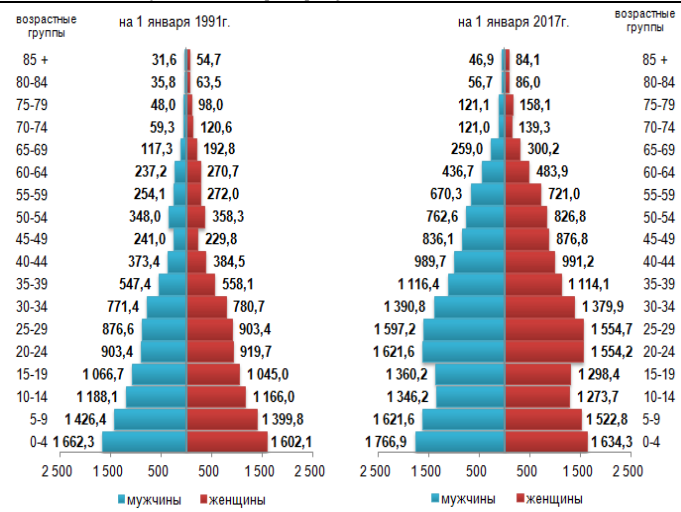 возрастные группы на 1 января 1991г.
85 + 31,6 54,7
80-84 35,8 63,5
75-79 48,0 98,0
70-74 59,3 120,6
65-69 117,3 192,8
60-64 237,2 270,7
55-59 254,1 272,0
50-54 348,0 358,3
45-49 241,0 229,8
40-44 373,4 384,5
35-39 547,4 558,1
30-34 771,4 780,7
25-29 876,6 903,4
20-24 903,4 919,7
15-19 1 066,7 1 045,0
10-14 1 188,1 1 166,0
5-9 1 426,4 1 399,8
0-4 1 662,3 1 602,1
2 500 1 500 500 500 1 500 2 500
мужчины женщины
на 1 января 2017г. возрастные группы
46,9 84,1 85 +
56,7 86,0 80-84
121,1 158,1 75-79
121,0 139,3 70-74
259,0 300,2 65-69
436,7 483,9 60-64
670,3 721,0 55-59
762,6 826,8 50-54
836,1 876,8 45-49
989,7 991,2 40-44
1 116,4 1 114,1 35-39
1 390,8 1 379,9 30-34
1 597,2 1 554,7 25-29
1 621,6 1 554,2 20-24
1 360,2 1 298,4 15-19
1 346,2 1 273,7 10-14
1 621,6 1 522,8 5-9
1 766,9 1 634,3 0-4
2 500 1 500 500 500 1 500 2 500
мужчины женщины